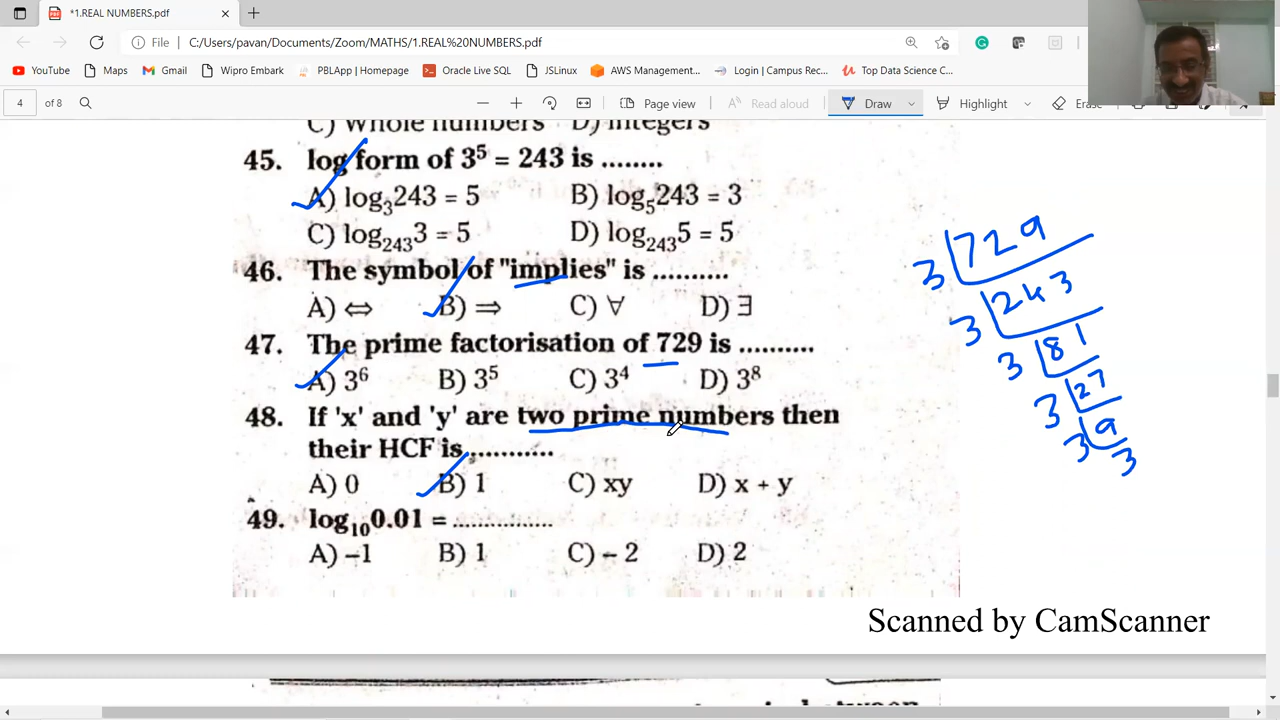 *1.REAL NUMBERS.pdf
File C:/Users/pavan/Documents/Zoom/MATHS/1.REAL%20NUMBERS.pdf
YouTube Maps Gmail Wipro Embark PBLApp | Homepage Oracle Live SQL JSLinux AWS Management... Login | Campus Rec... Top Data Science C...
4 of 8 Page view Read aloud Draw Highlight Erase
C) Whole numbers D) Integers
45. log form of 3⁵ = 243 is ........
A) log₃243 = 5 B) log₅243 = 3
C) log₂₄₃3 = 5 D) log₂₄₃5 = 5
46. The symbol of "implies" is ..........
A) ⇔ B) ⇒ C) ∀ D) ∃
47. The prime factorisation of 729 is ..........
A) 3⁶ B) 3⁵ C) 3⁴ D) 3⁸
48. If 'x' and 'y' are two prime numbers then
their HCF is ...........
A) 0 B) 1 C) xy D) x + y
49. log₁₀0.01 = ...............
A) –1 B) 1 C) – 2 D) 2
3 729
3 243
3 81
3 27
3 9
3
Scanned by CamScanner